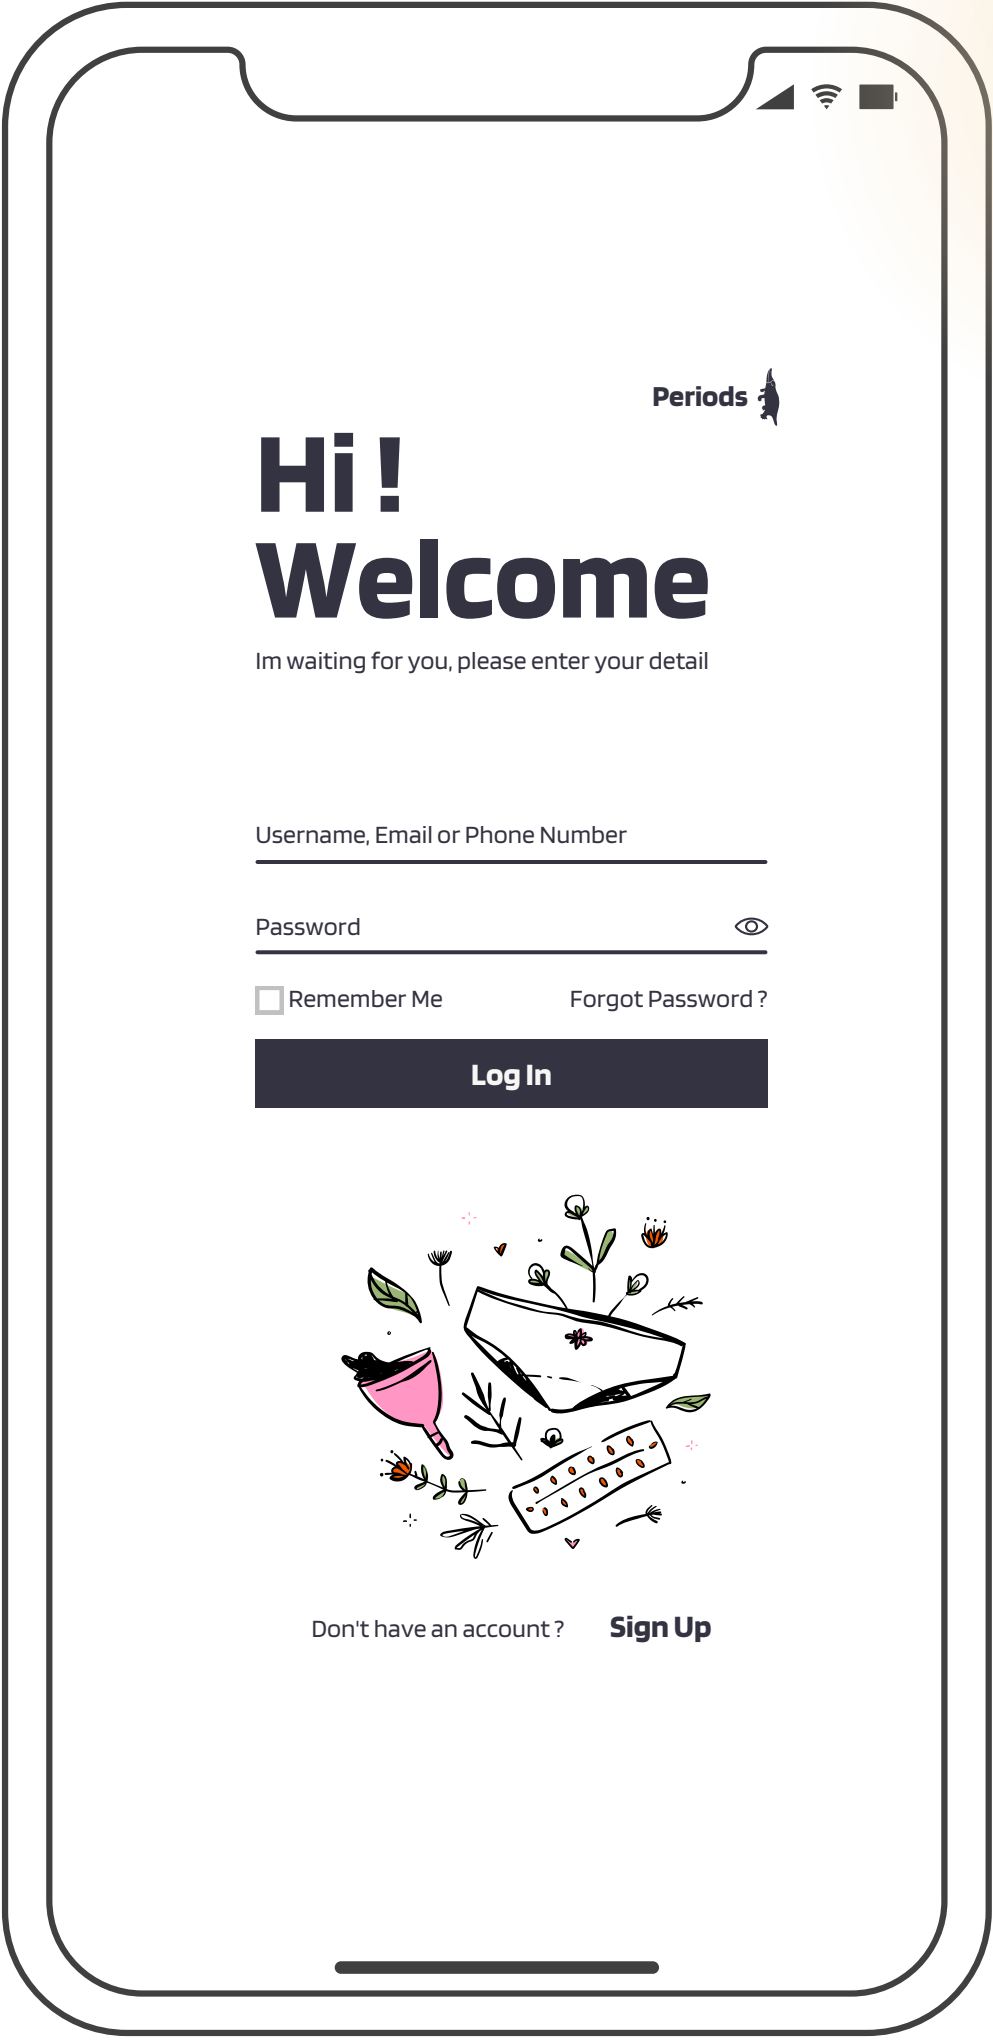 Periods
Hi !
Welcome
Im waiting for you, please enter your detail
Username, Email or Phone Number
Password
Remember Me Forgot Password ?
Log In
Don't have an account ? Sign Up